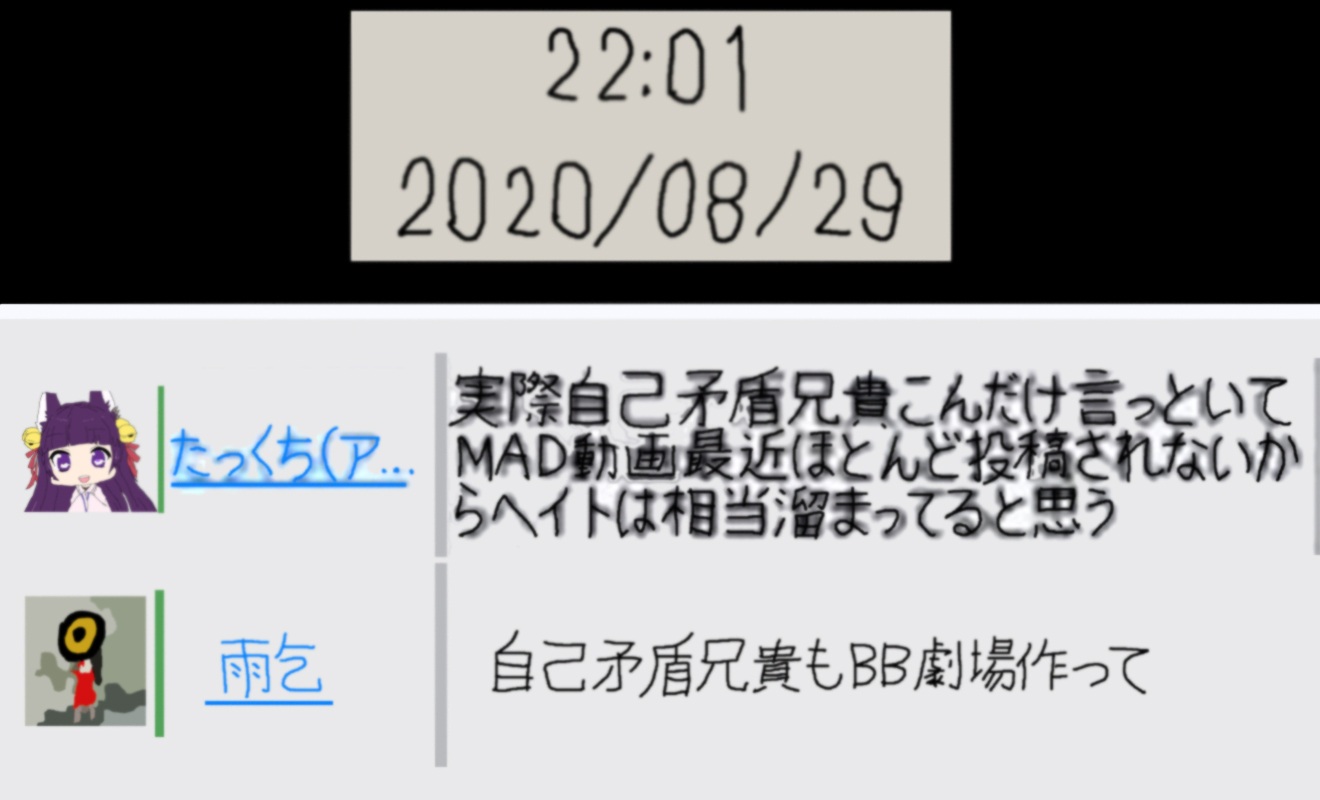 22:01
2020/08/29
たっくち(ア...
実際自己矛盾兄貴こんだけ言っといて
MAD動画最近ほとんど投稿されないか
らヘイトは相当溜まってると思う
雨乞
自己矛盾兄貴もBB劇場作って